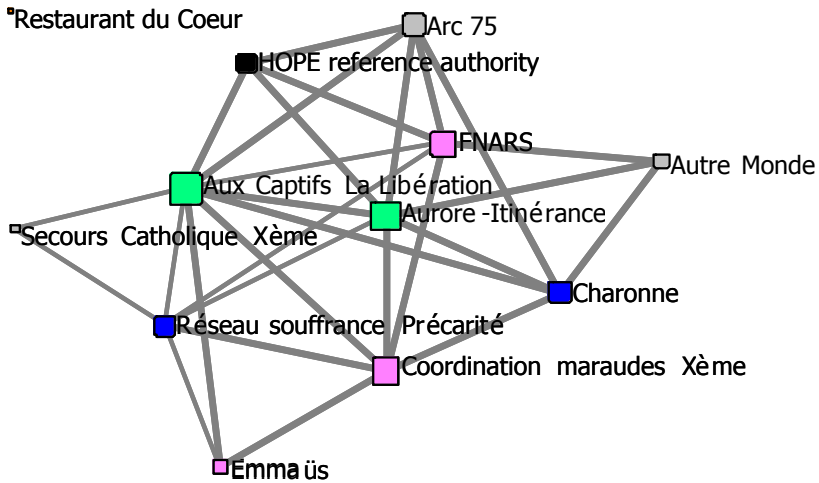 Restaurant du Coeur
Arc 75
HOPE reference authority
FNARS
Autre Monde
Aux Captifs La Libération
Aurore -Itinérance
Secours Catholique Xème
Charonne
Réseau souffrance Précarité
Coordination maraudes Xème
Emmaüs